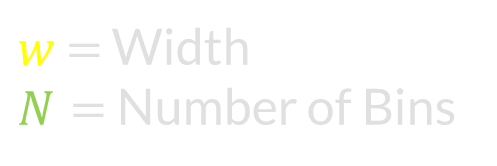 w = Width
N = Number of Bins